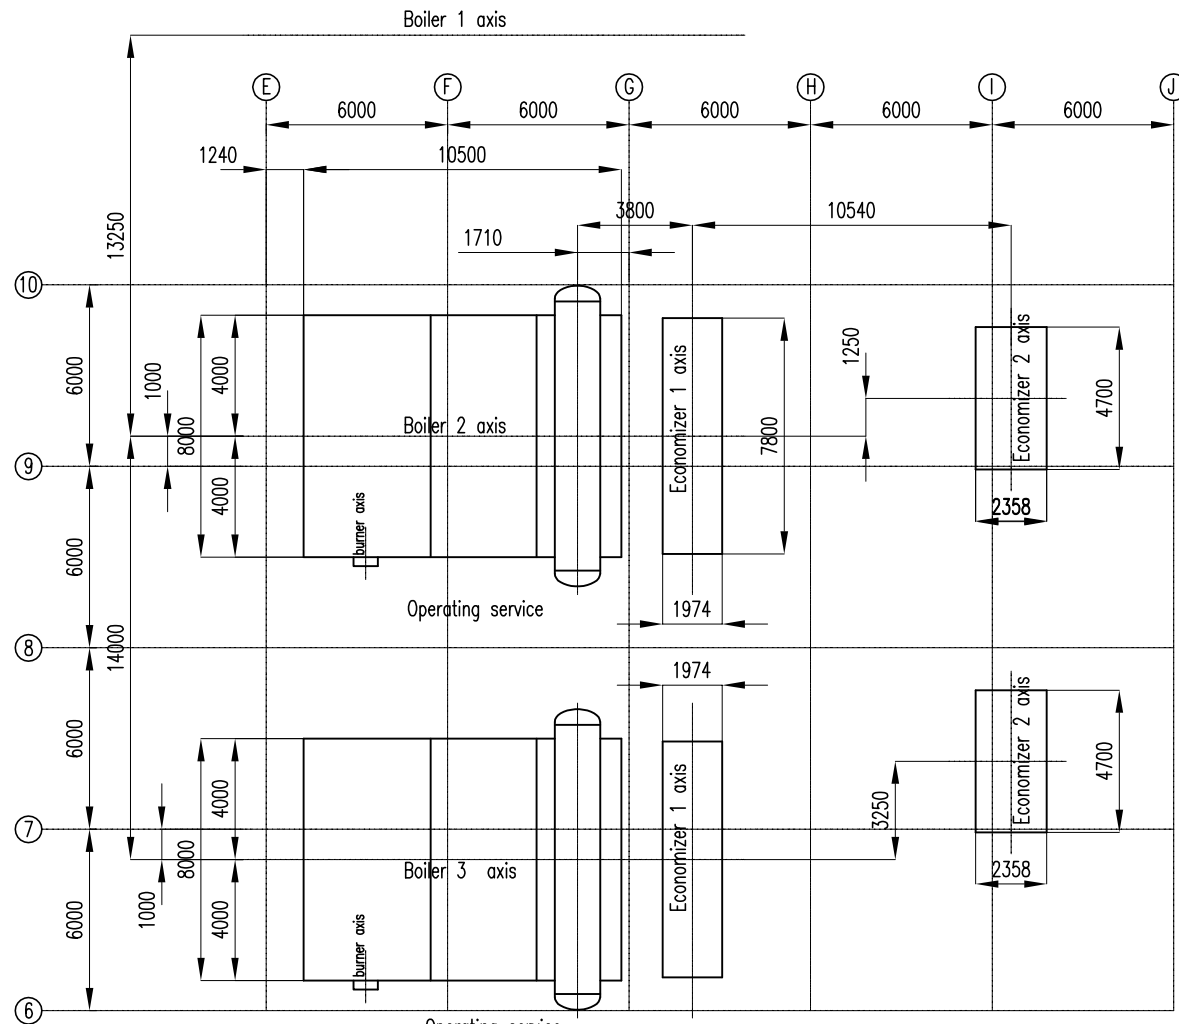 Boiler 1 axis
E F G H I J
6000 6000 6000 6000 6000
1240 10500
3800 10540
13250
1710
10
6000
1000
4000
8000
Boiler 2 axis
Economizer 1 axis
7800
1250
Economizer 2 axis
4700
9
4000
burner axis
2358
6000
Operating service
1974
8
14000
1974
6000
4000
8000
Economizer 1 axis
3250
Economizer 2 axis
4700
7
Boiler 3 axis
2358
1000
4000
6000
burner axis
6
Operating service